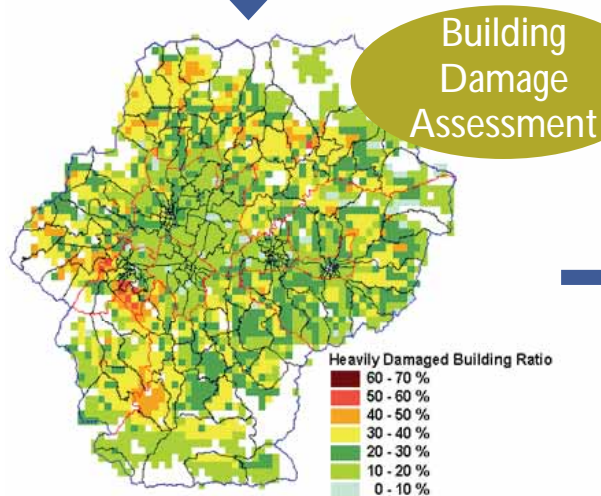 Building
Damage
Assessment
Heavily Damaged Building Ratio
60 - 70 %
50 - 60 %
40 - 50 %
30 - 40 %
20 - 30 %
10 - 20 %
0 - 10 %